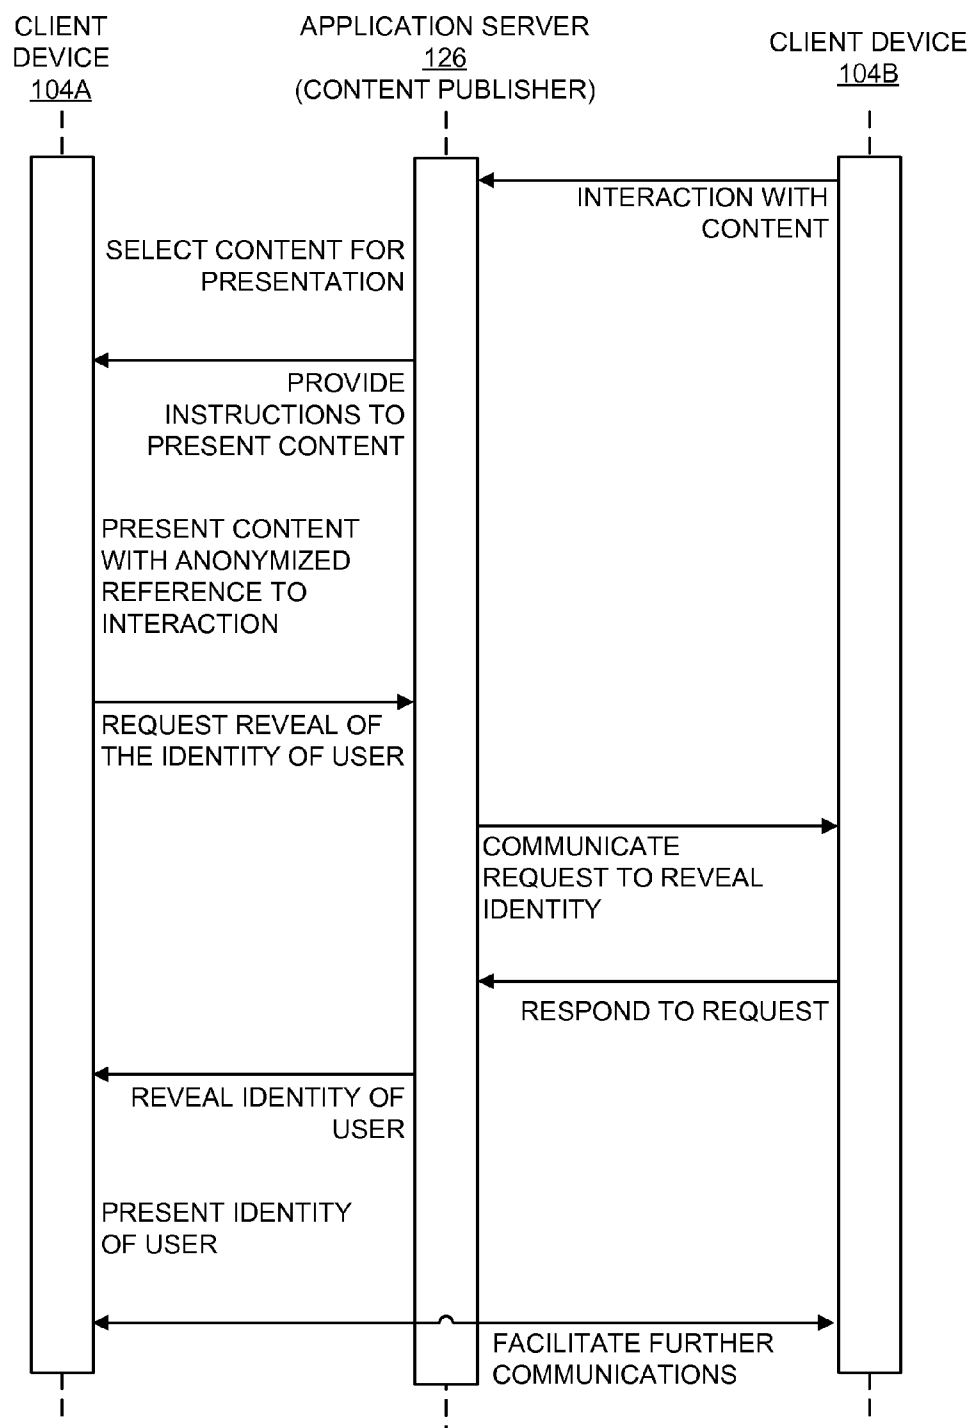 CLIENT
DEVICE
104A
APPLICATION SERVER
126
(CONTENT PUBLISHER)
CLIENT DEVICE
104B
INTERACTION WITH
CONTENT
SELECT CONTENT FOR
PRESENTATION
PROVIDE
INSTRUCTIONS TO
PRESENT CONTENT
PRESENT CONTENT
WITH ANONYMIZED
REFERENCE TO
INTERACTION
REQUEST REVEAL OF
THE IDENTITY OF USER
COMMUNICATE
REQUEST TO REVEAL
IDENTITY
RESPOND TO REQUEST
REVEAL IDENTITY OF
USER
PRESENT IDENTITY
OF USER
FACILITATE FURTHER
COMMUNICATIONS